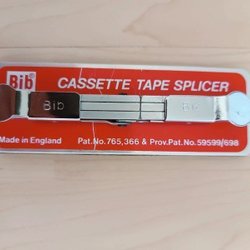 Bib® CASSETTE TAPE SPLICER
Bib Bib
Made in England Pat.No.765,366 & Prov.Pat.No.59599/698